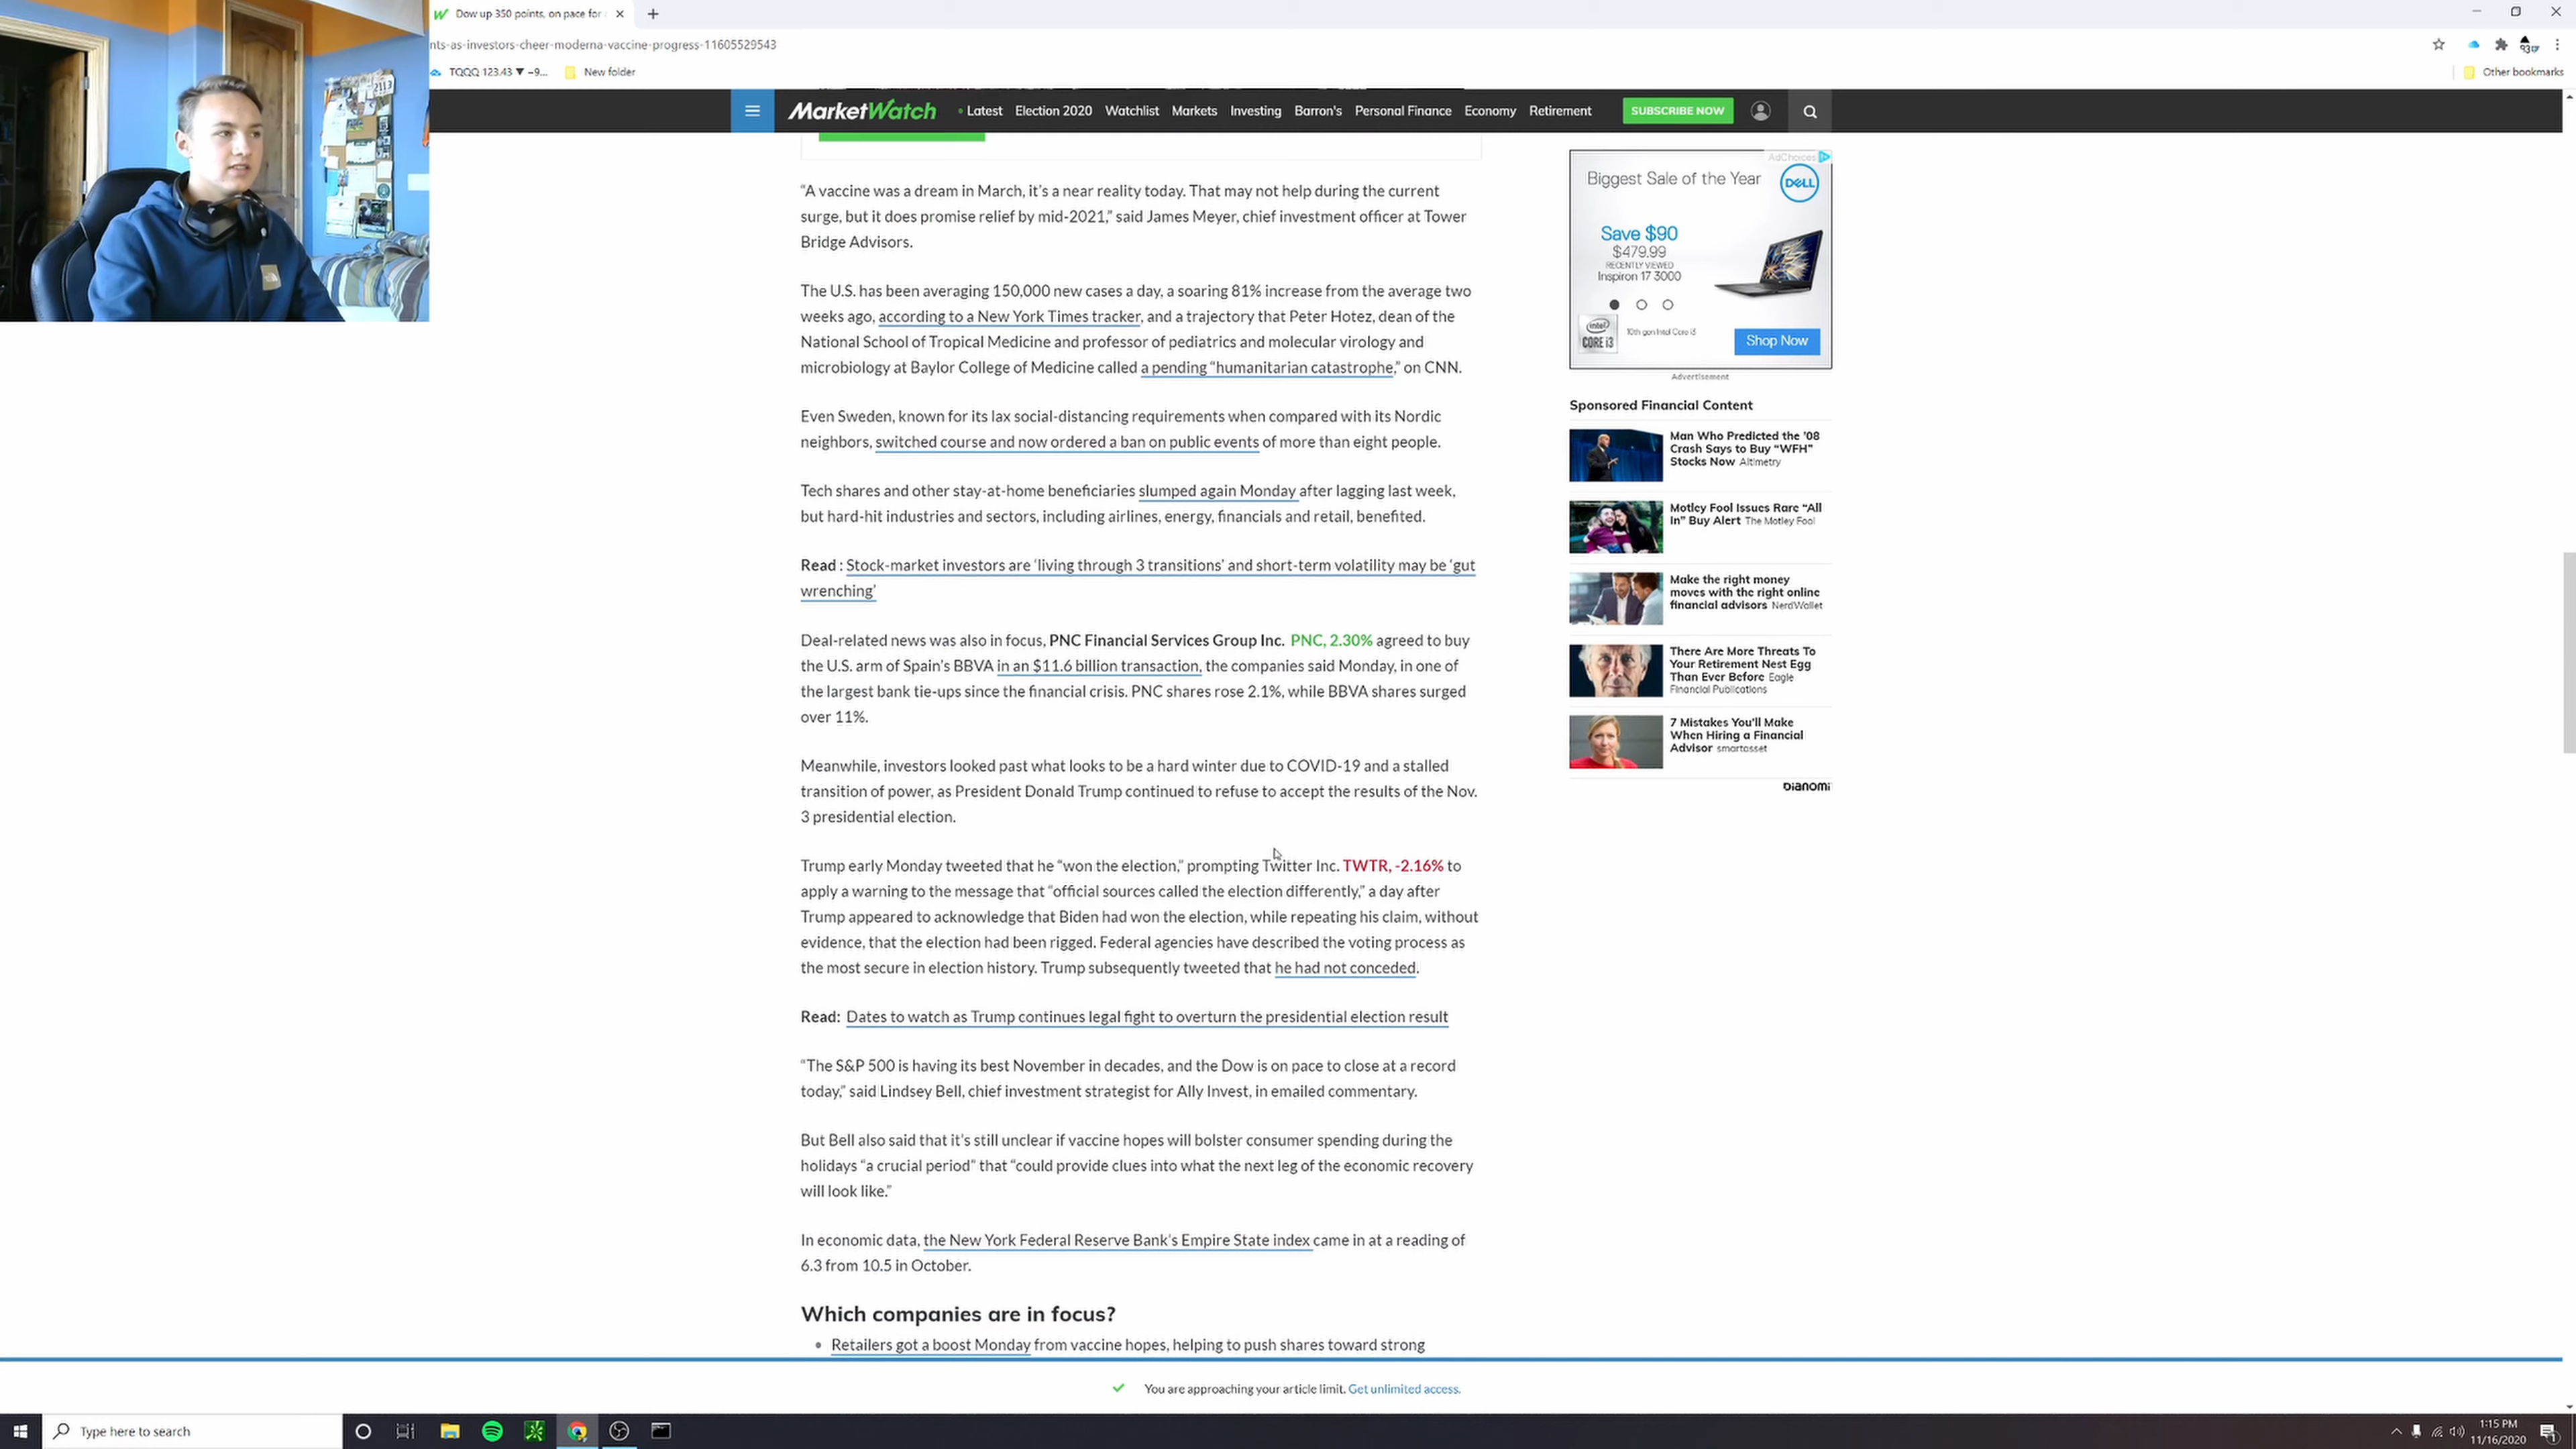 Dow up 350 points, on pace for
nts-as-investors-cheer-moderna-vaccine-progress-11605529543
TQQQ 123.43 ▼ −9...
New folder
Other bookmarks
MarketWatch
Latest Election 2020 Watchlist Markets Investing Barron's Personal Finance Economy Retirement
SUBSCRIBE NOW
“A vaccine was a dream in March, it’s a near reality today. That may not help during the current
surge, but it does promise relief by mid-2021,” said James Meyer, chief investment officer at Tower
Bridge Advisors.
The U.S. has been averaging 150,000 new cases a day, a soaring 81% increase from the average two
weeks ago, according to a New York Times tracker, and a trajectory that Peter Hotez, dean of the
National School of Tropical Medicine and professor of pediatrics and molecular virology and
microbiology at Baylor College of Medicine called a pending “humanitarian catastrophe,” on CNN.
Even Sweden, known for its lax social-distancing requirements when compared with its Nordic
neighbors, switched course and now ordered a ban on public events of more than eight people.
Tech shares and other stay-at-home beneficiaries slumped again Monday after lagging last week,
but hard-hit industries and sectors, including airlines, energy, financials and retail, benefited.
Read : Stock-market investors are ‘living through 3 transitions’ and short-term volatility may be ‘gut
wrenching’
Deal-related news was also in focus, PNC Financial Services Group Inc. PNC, 2.30% agreed to buy
the U.S. arm of Spain’s BBVA in an $11.6 billion transaction, the companies said Monday, in one of
the largest bank tie-ups since the financial crisis. PNC shares rose 2.1%, while BBVA shares surged
over 11%.
Meanwhile, investors looked past what looks to be a hard winter due to COVID-19 and a stalled
transition of power, as President Donald Trump continued to refuse to accept the results of the Nov.
3 presidential election.
Trump early Monday tweeted that he “won the election,” prompting Twitter Inc. TWTR, -2.16% to
apply a warning to the message that “official sources called the election differently,” a day after
Trump appeared to acknowledge that Biden had won the election, while repeating his claim, without
evidence, that the election had been rigged. Federal agencies have described the voting process as
the most secure in election history. Trump subsequently tweeted that he had not conceded.
Read: Dates to watch as Trump continues legal fight to overturn the presidential election result
“The S&P 500 is having its best November in decades, and the Dow is on pace to close at a record
today,” said Lindsey Bell, chief investment strategist for Ally Invest, in emailed commentary.
But Bell also said that it’s still unclear if vaccine hopes will bolster consumer spending during the
holidays “a crucial period” that “could provide clues into what the next leg of the economic recovery
will look like.”
In economic data, the New York Federal Reserve Bank’s Empire State index came in at a reading of
6.3 from 10.5 in October.
Which companies are in focus?
Retailers got a boost Monday from vaccine hopes, helping to push shares toward strong
AdChoices
Biggest Sale of the Year
DELL
Save $90
$479.99
RECENTLY VIEWED
Inspiron 17 3000
intel
CORE i3
10th gen Intel Core i3
Shop Now
Advertisement
Sponsored Financial Content
Man Who Predicted the '08
Crash Says to Buy “WFH”
Stocks Now Altimetry
Motley Fool Issues Rare “All
In” Buy Alert The Motley Fool
Make the right money
moves with the right online
financial advisors NerdWallet
There Are More Threats To
Your Retirement Nest Egg
Than Ever Before Eagle
Financial Publications
7 Mistakes You'll Make
When Hiring a Financial
Advisor smartasset
Dianomi
You are approaching your article limit. Get unlimited access.
Type here to search
1:15 PM
11/16/2020